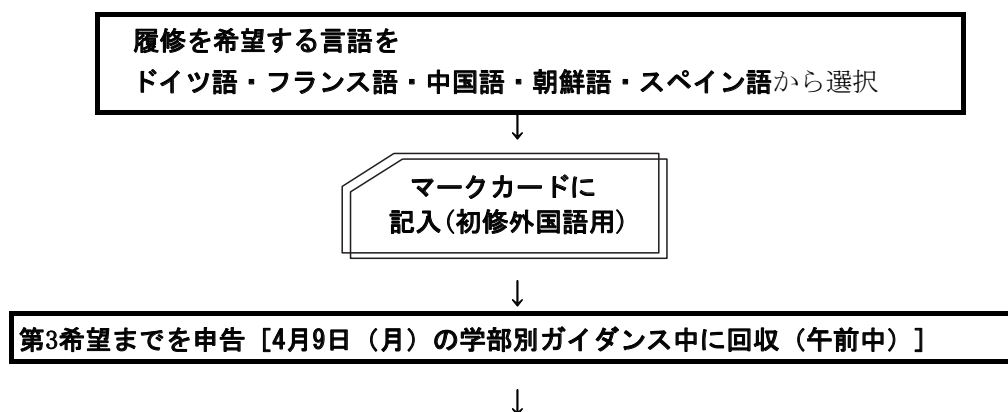 履修を希望する言語を
ドイツ語・フランス語・中国語・朝鮮語・スペイン語から選択
↓
マークカードに
記入(初修外国語用)
↓
第3希望までを申告［4月9日（月）の学部別ガイダンス中に回収（午前中）］
↓